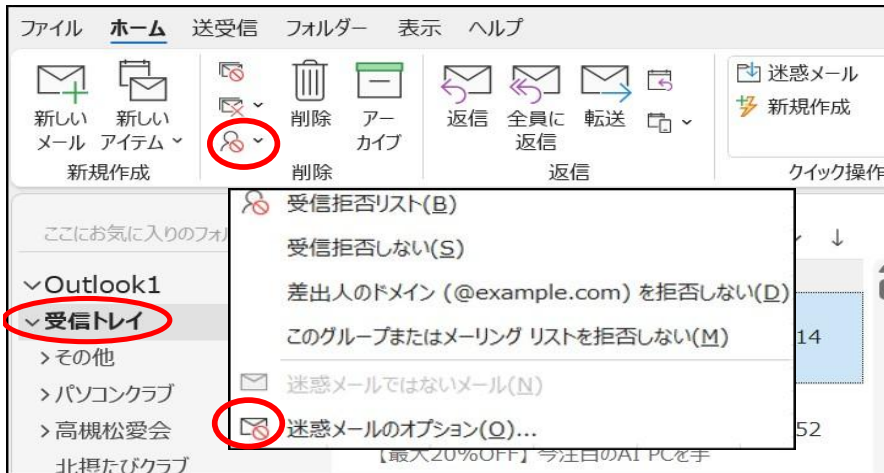 ファイル ホーム 送受信 フォルダー 表示 ヘルプ
新しい
メール
新しい
アイテム
削除
アー
カイブ
返信
全員に
返信
転送
迷惑メール
新規作成
新規作成
削除
返信
クイック操作
ここにお気に入りのフォ
Outlook1
受信トレイ
その他
パソコンクラブ
高槻松愛会
北摂たびクラブ
受信拒否リスト(B)
受信拒否しない(S)
差出人のドメイン (@example.com) を拒否しない(D)
このグループまたはメーリング リストを拒否しない(M)
迷惑メールではないメール(N)
迷惑メールのオプション(O)...
14
52
【最大20%OFF】今注目のAI PCを手